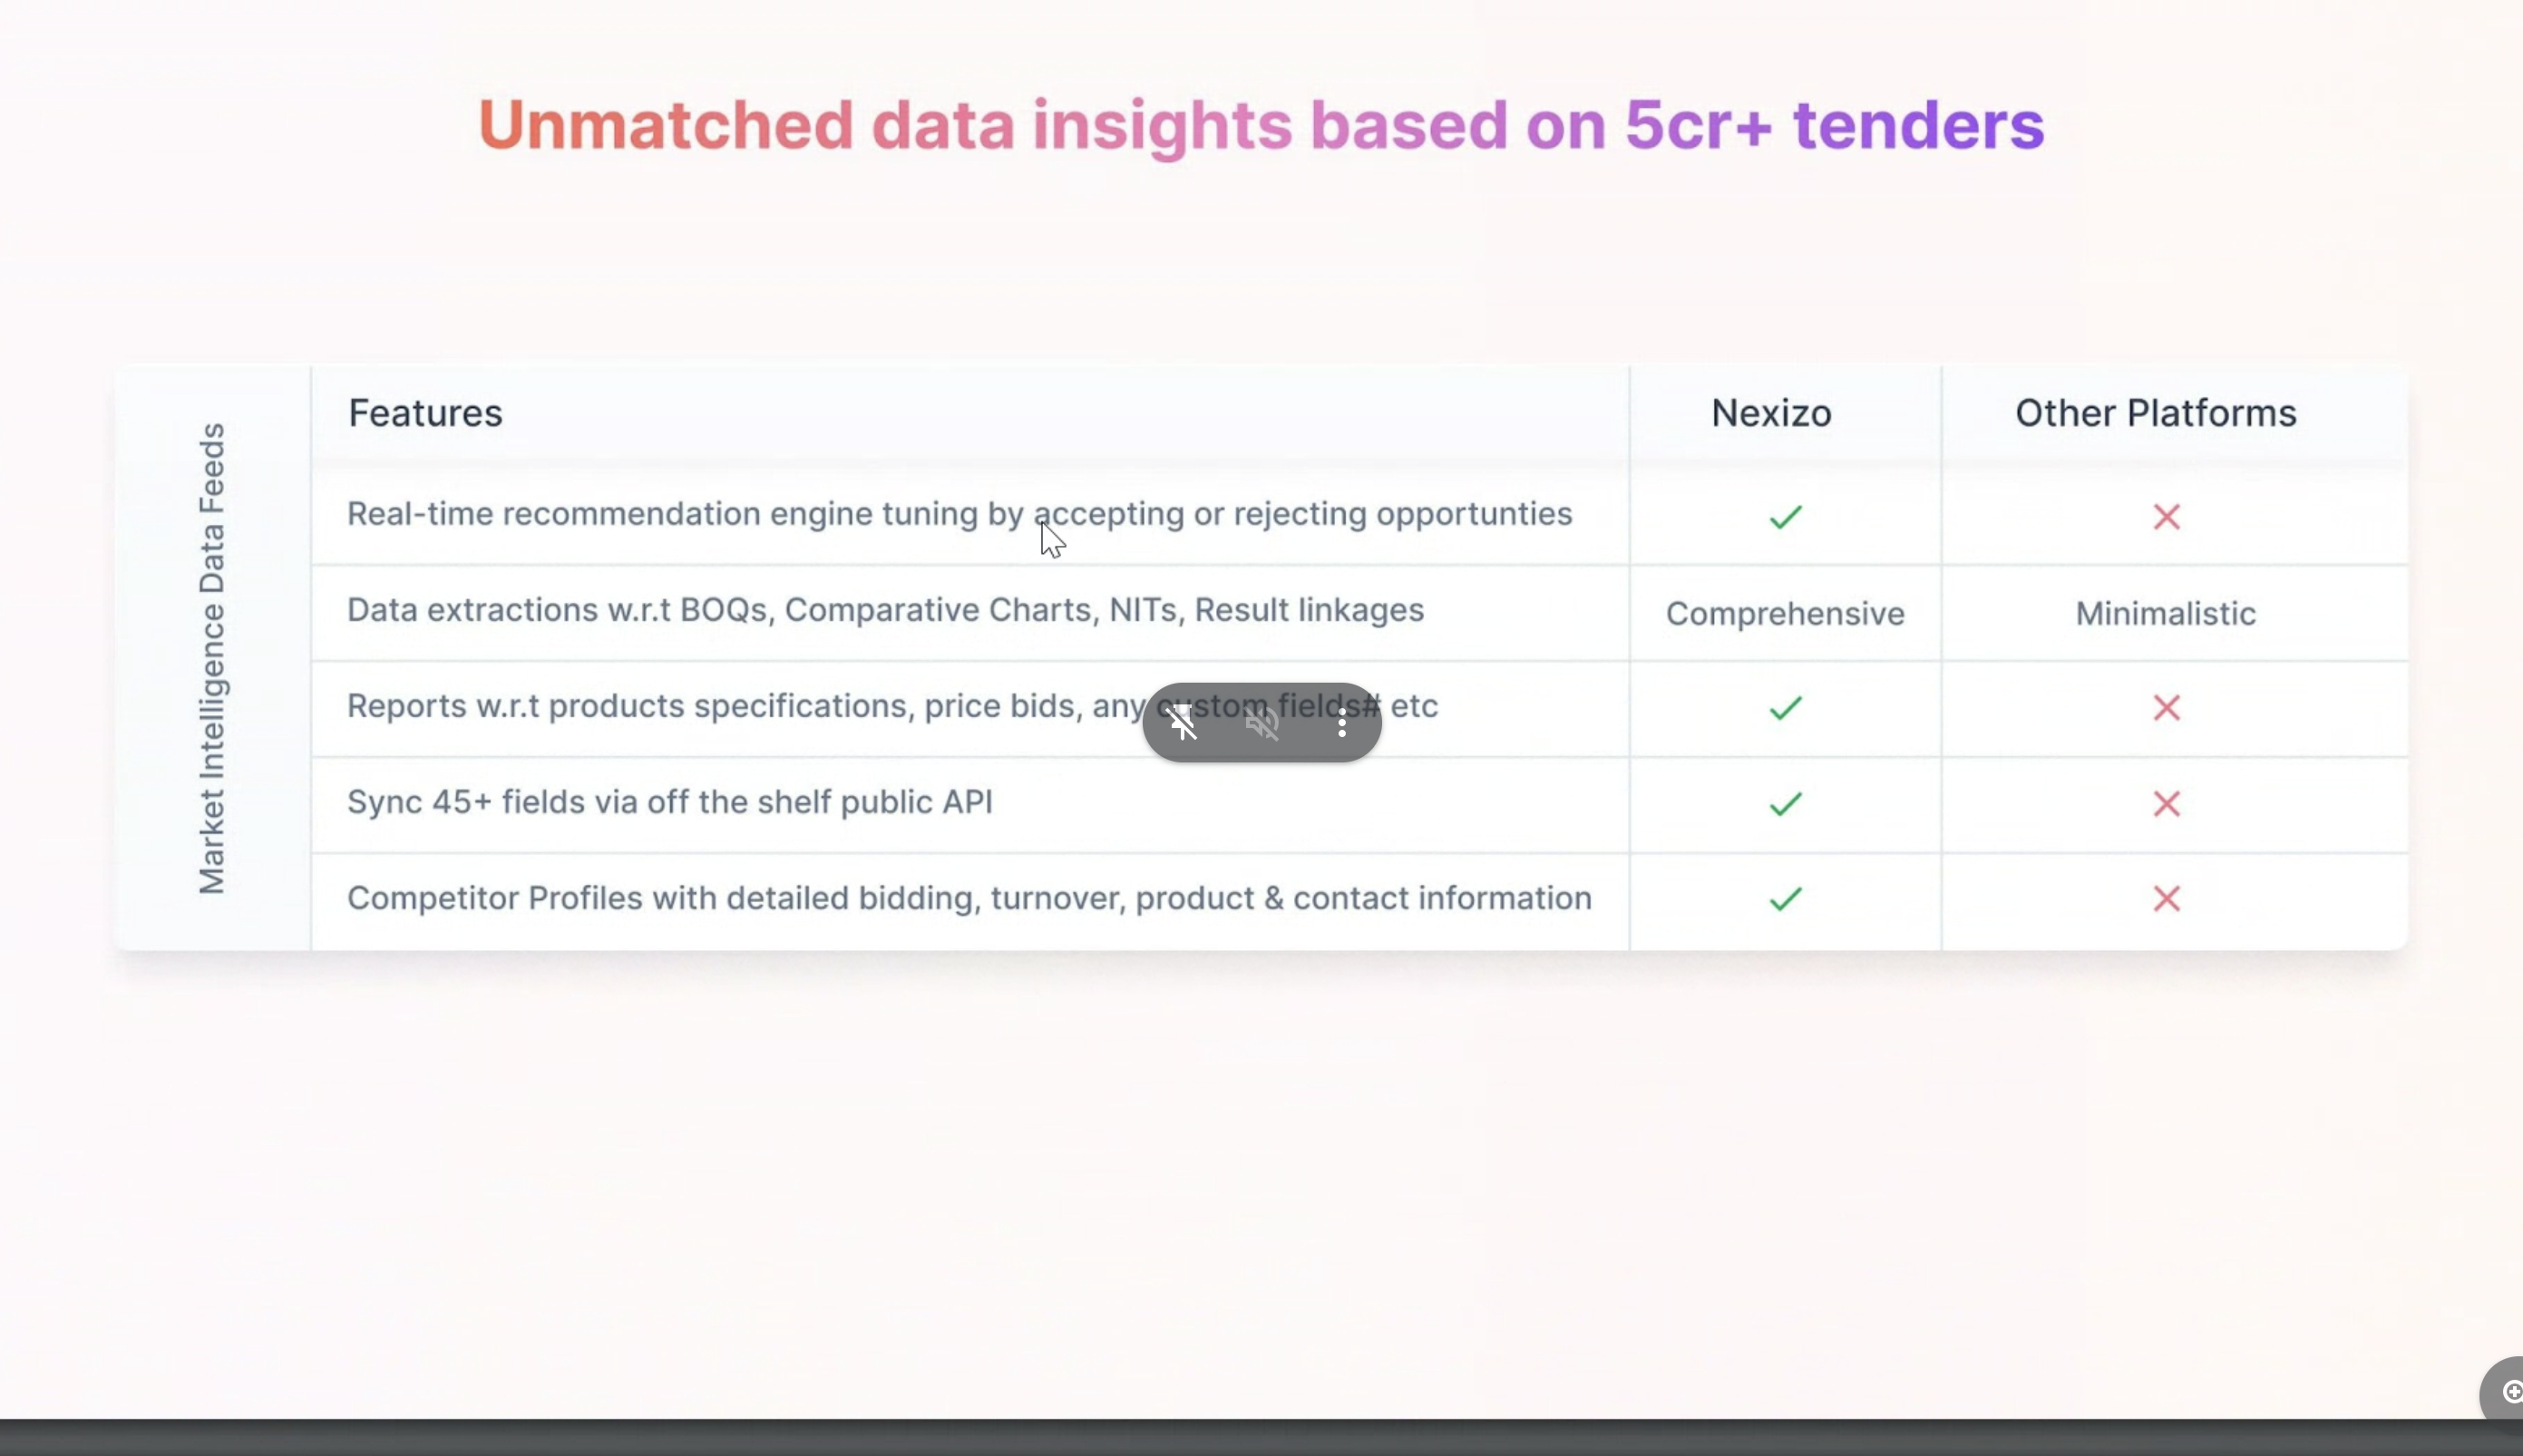 Unmatched data insights based on 5cr+ tenders
Market Intelligence Data Feeds
Features Nexizo Other Platforms
Real-time recommendation engine tuning by accepting or rejecting opportunties
Data extractions w.r.t BOQs, Comparative Charts, NITs, Result linkages Comprehensive Minimalistic
Reports w.r.t products specifications, price bids, any custom fields# etc
Sync 45+ fields via off the shelf public API
Competitor Profiles with detailed bidding, turnover, product & contact information